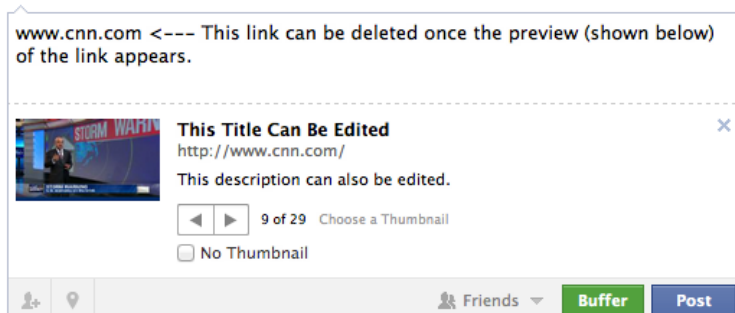 www.cnn.com <--- This link can be deleted once the preview (shown below)
of the link appears.
STORM WARN
This Title Can Be Edited
http://www.cnn.com/
This description can also be edited.
9 of 29 Choose a Thumbnail
No Thumbnail
Friends Buffer Post